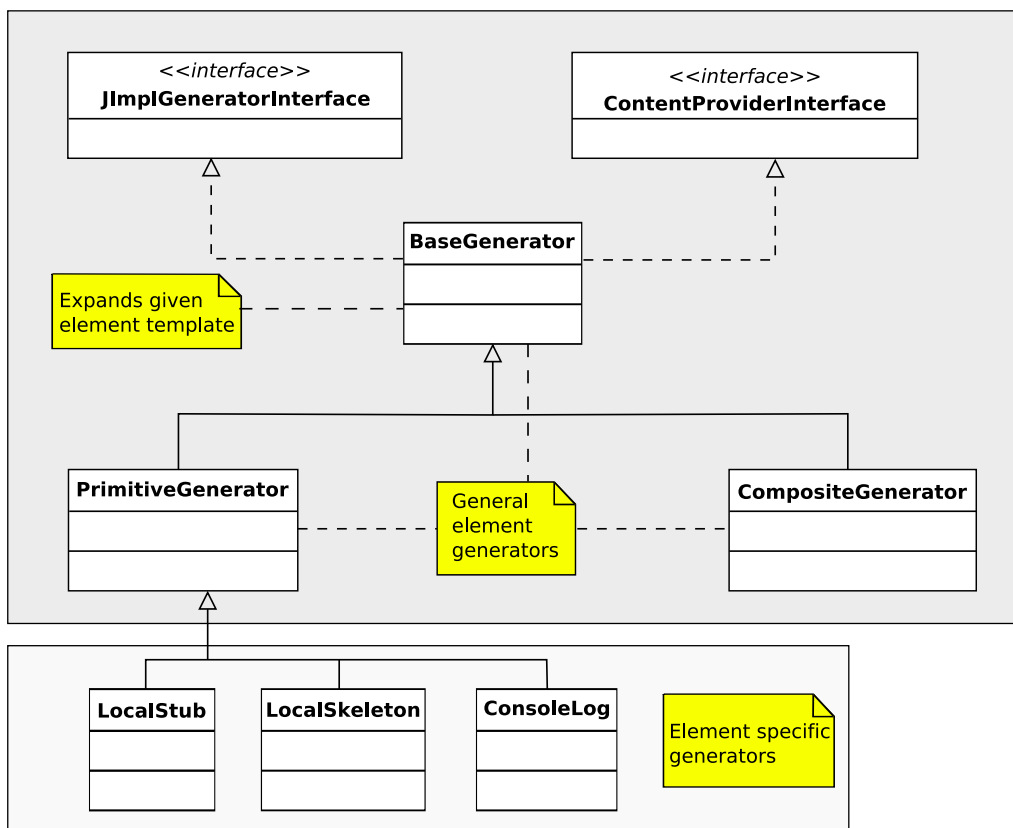 <<interface>>
JImplGeneratorInterface
<<interface>>
ContentProviderInterface
BaseGenerator
Expands given
element template
PrimitiveGenerator
General
element
generators
CompositeGenerator
LocalStub
LocalSkeleton
ConsoleLog
Element specific
generators